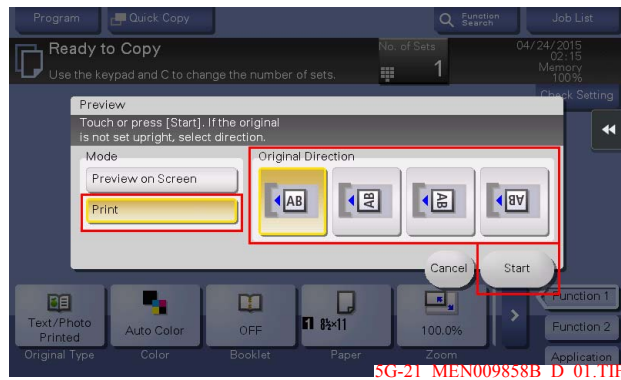 Program
Quick Copy
Function Search
Job List
Ready to Copy
Use the keypad and C to change the number of sets.
No. of Sets
1
04/24/2015
02:15
Memory
100%
Check Setting
Preview
Touch or press [Start]. If the original
is not set upright, select direction.
Mode
Preview on Screen
Print
Original Direction
AB
AB
AB
AB
Cancel
Start
Text/Photo
Printed
Auto Color
OFF
1 8½×11
100.0%
Function 1
Function 2
Original Type
Color
Booklet
Paper
Zoom
Application
5G-21 MEN009858B D 01.TIF